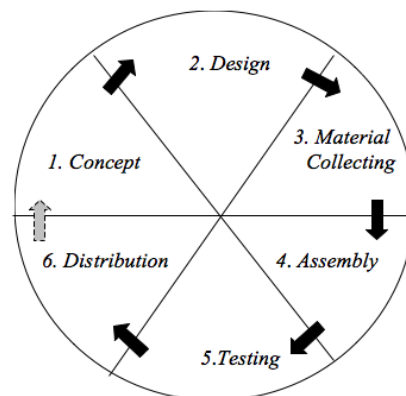 1. Concept
2. Design
3. Material
Collecting
4. Assembly
5.Testing
6. Distribution